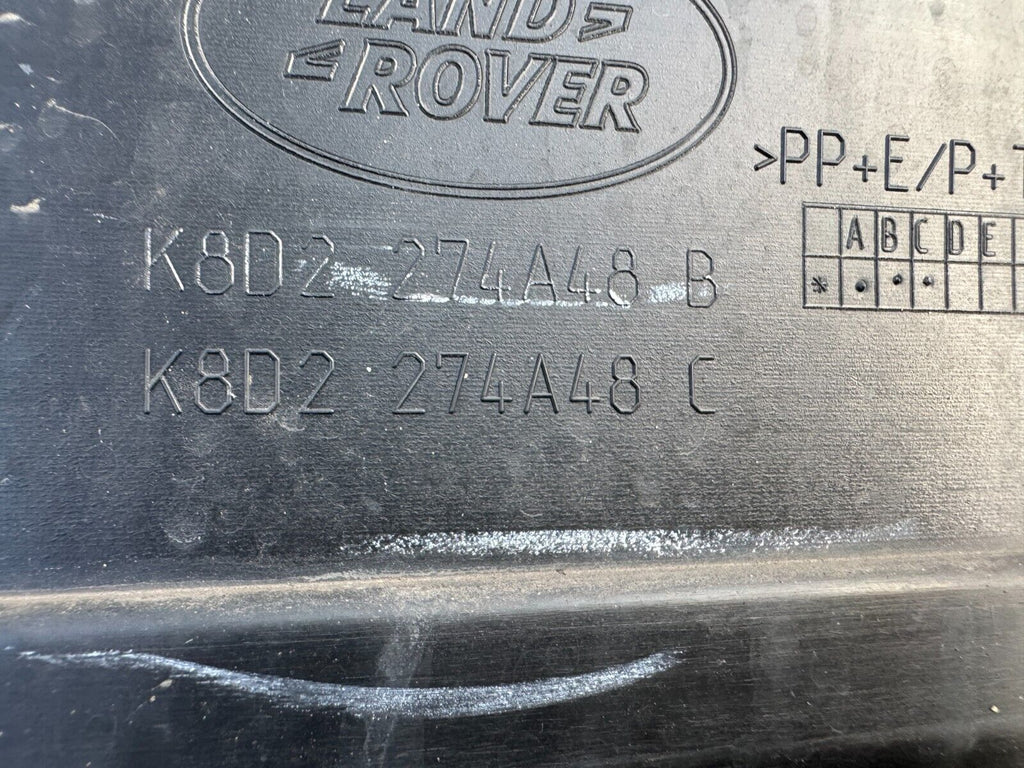 LAND
ROVER
>PP+E/P+T
A B C D E
*
K8D2 274A48 B
K8D2 274A48 C